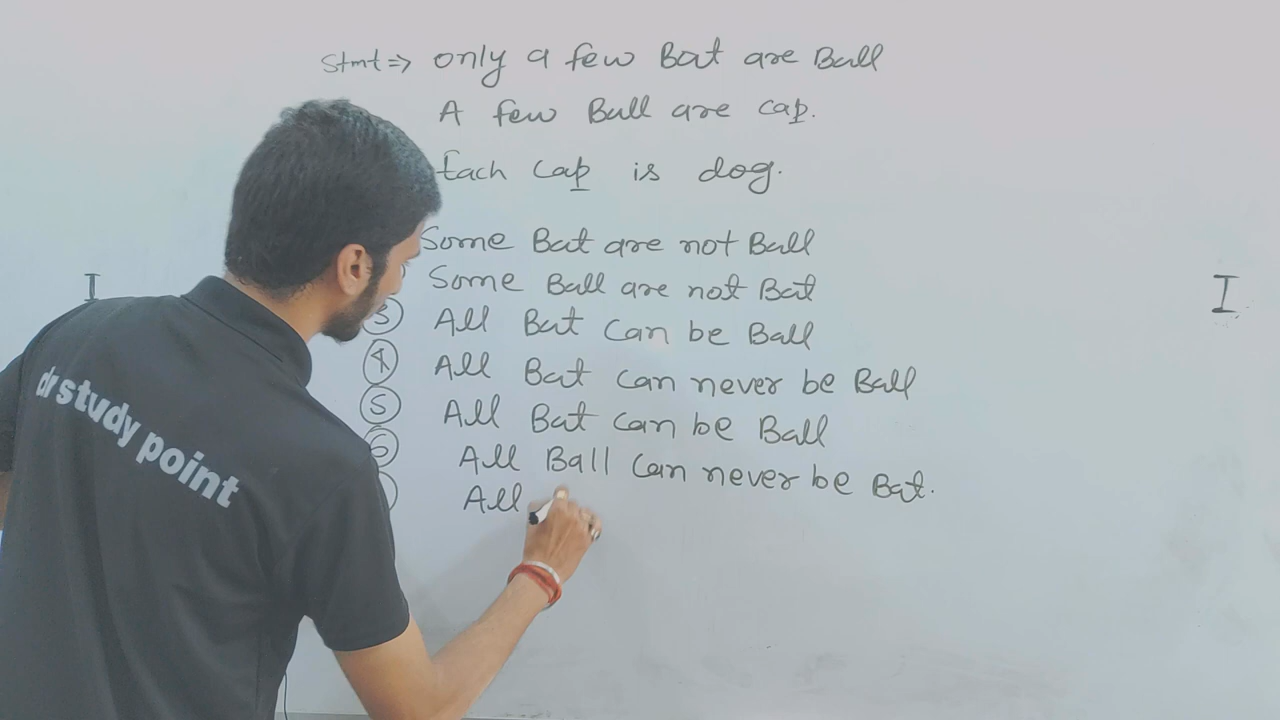 Stmt => only a few Bat are Ball
A few Ball are cap.
Each Cap is dog.
Some Bat are not Ball
Some Ball are not Bat
3 All Bat Can be Ball
4 All Bat Can never be Ball
5 All Bat Can be Ball
6 All Ball Can never be Bat.
All
I
I
dr study point